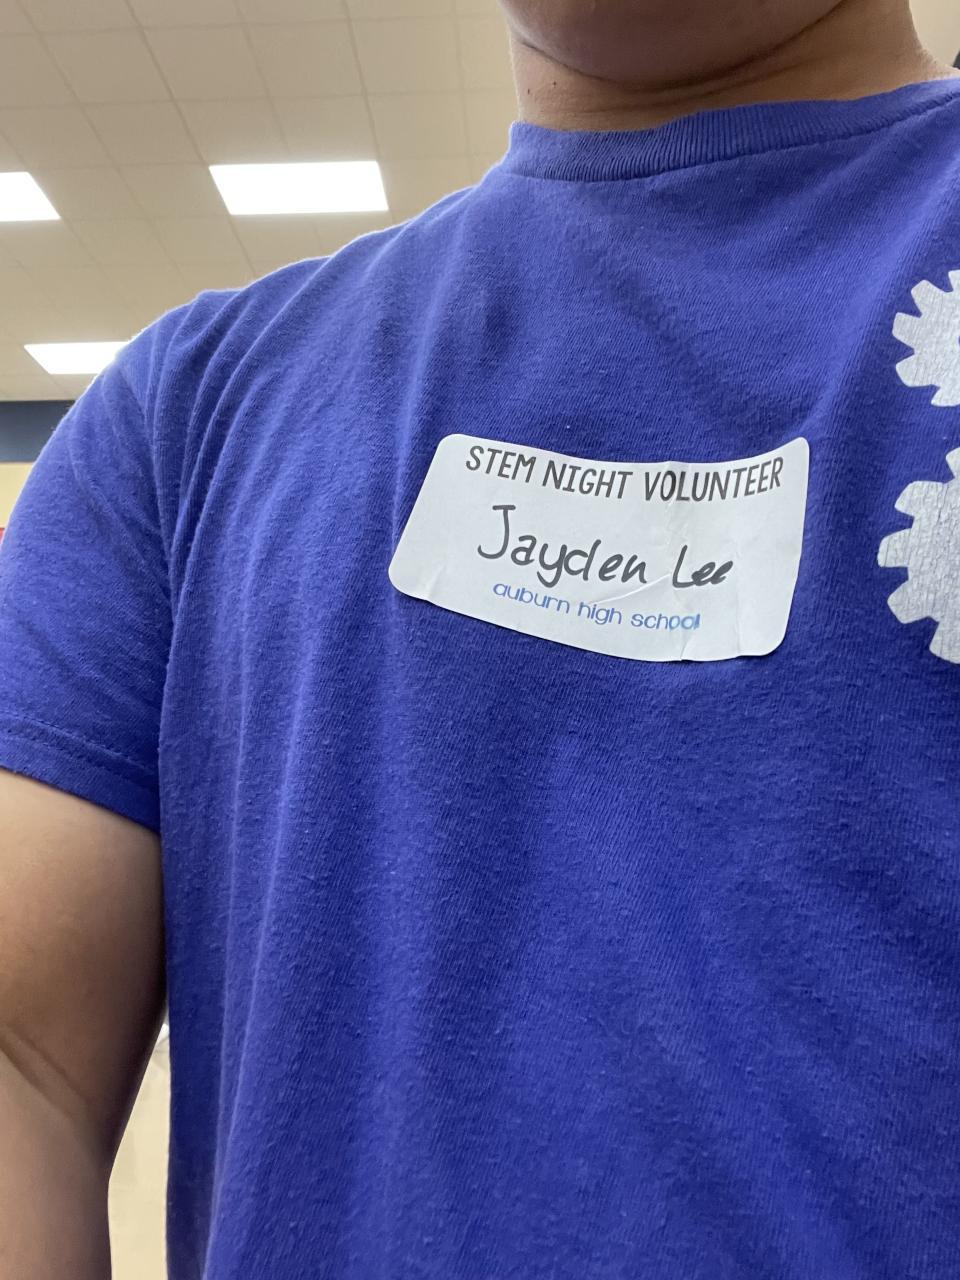 STEM NIGHT VOLUNTEER
Jayden Lee
auburn high school